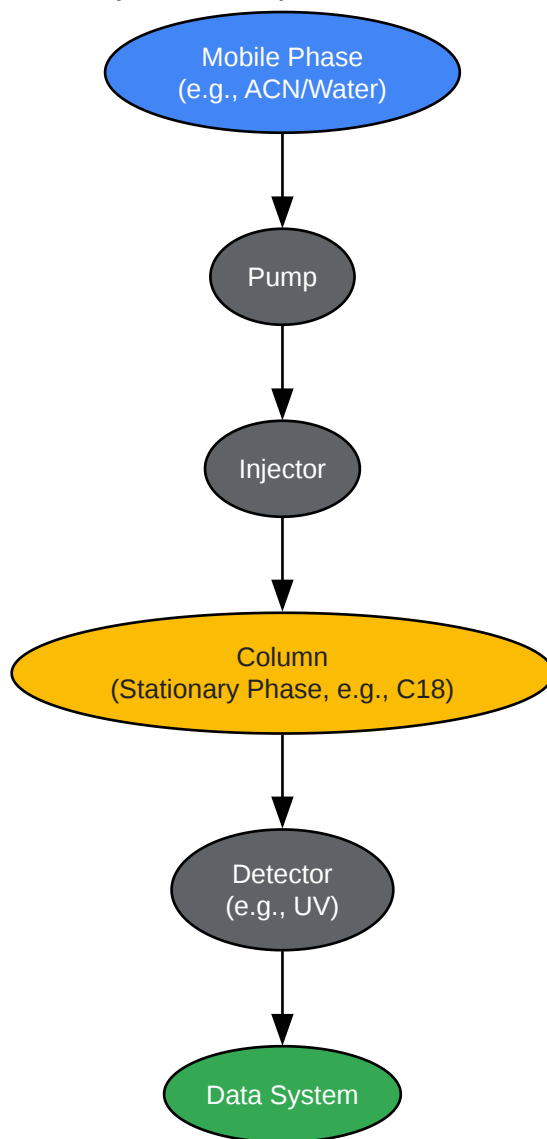 Mobile Phase
(e.g., ACN/Water)
Pump
Injector
Column
(Stationary Phase, e.g., C18)
Detector
(e.g., UV)
Data System